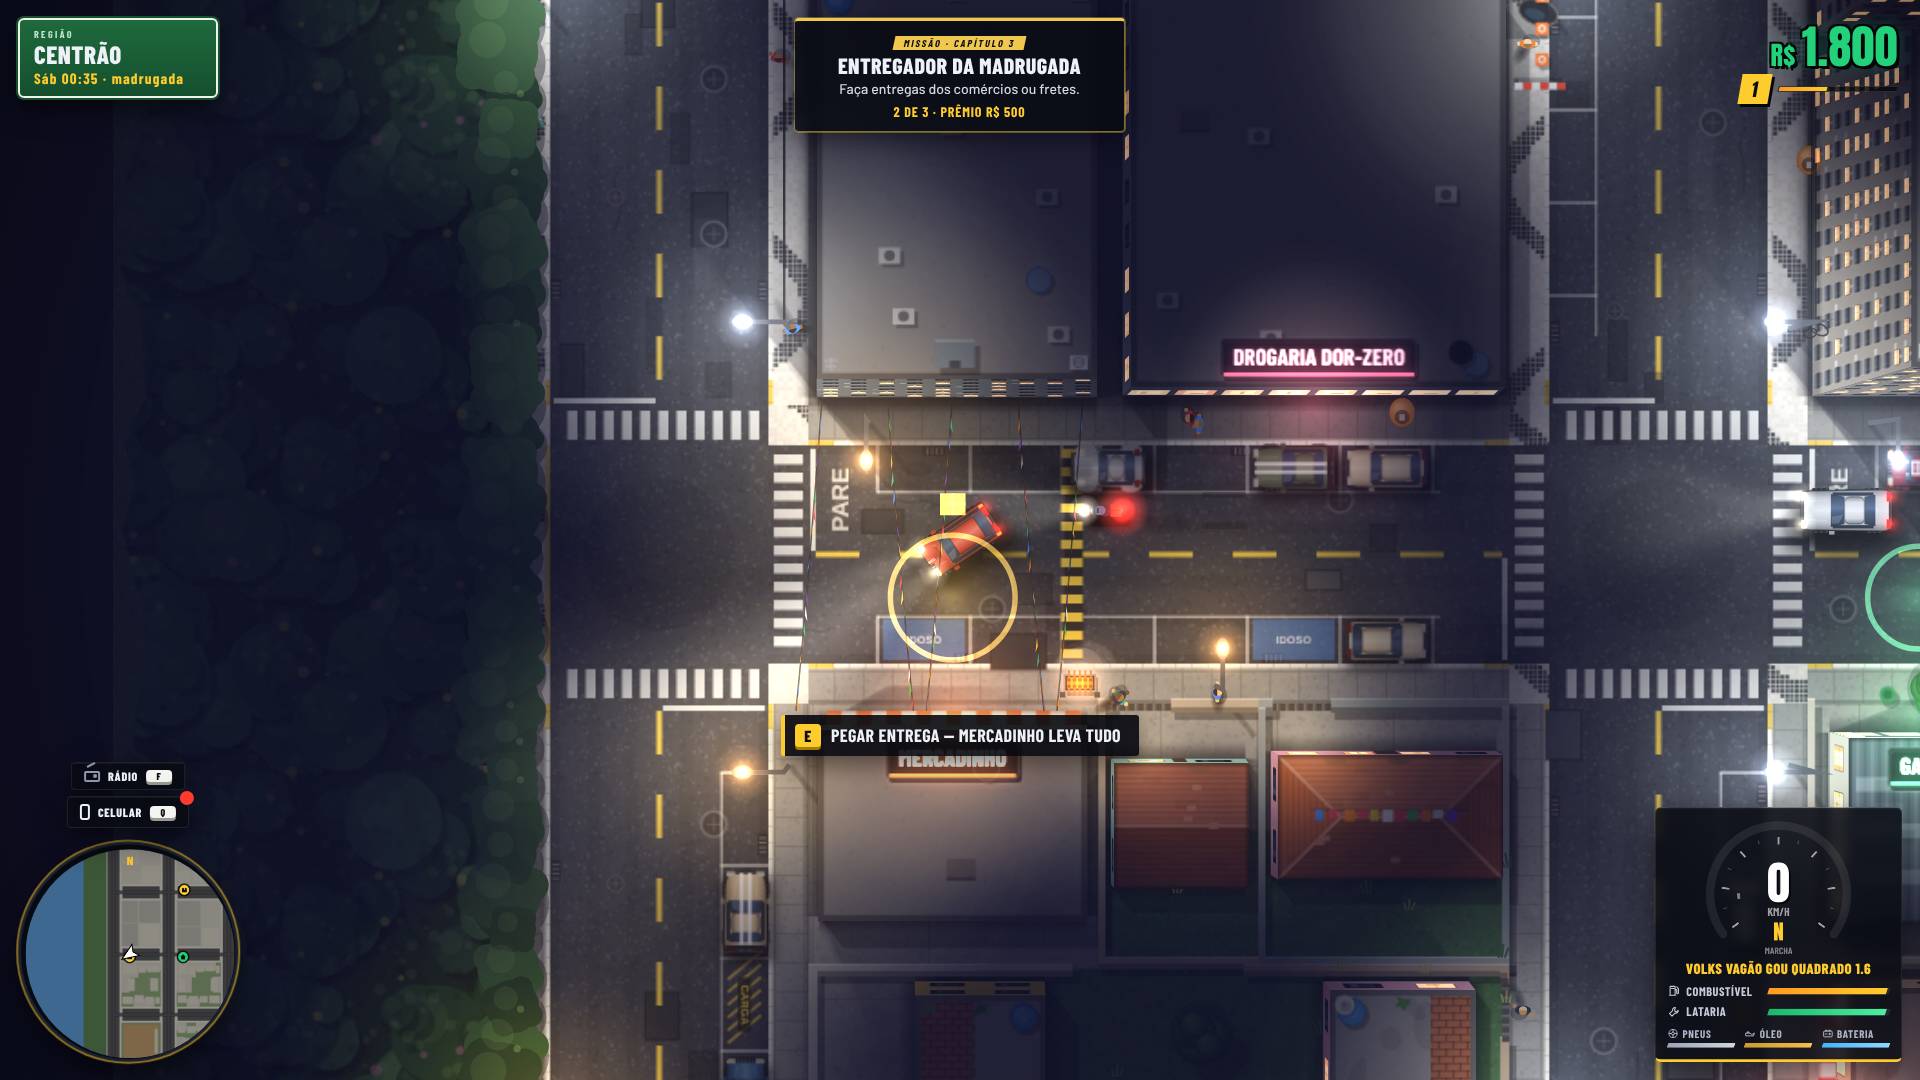 REGIÃO
CENTRÃO
Sáb 00:35 · madrugada
MISSÃO · CAPÍTULO 3
ENTREGADOR DA MADRUGADA
Faça entregas dos comércios ou fretes.
2 DE 3 · PRÊMIO R$ 500
R$ 1.800
1
DROGARIA DOR-ZERO
PARE
IDOSO
IDOSO
E PEGAR ENTREGA — MERCADINHO LEVA TUDO
MERCADINHO
GA
CARGA
RÁDIO F
CELULAR Q
N
M
0
KM/H
N
MARCHA
VOLKS VAGÃO GOU QUADRADO 1.6
COMBUSTÍVEL
LATARIA
PNEUS ÓLEO BATERIA